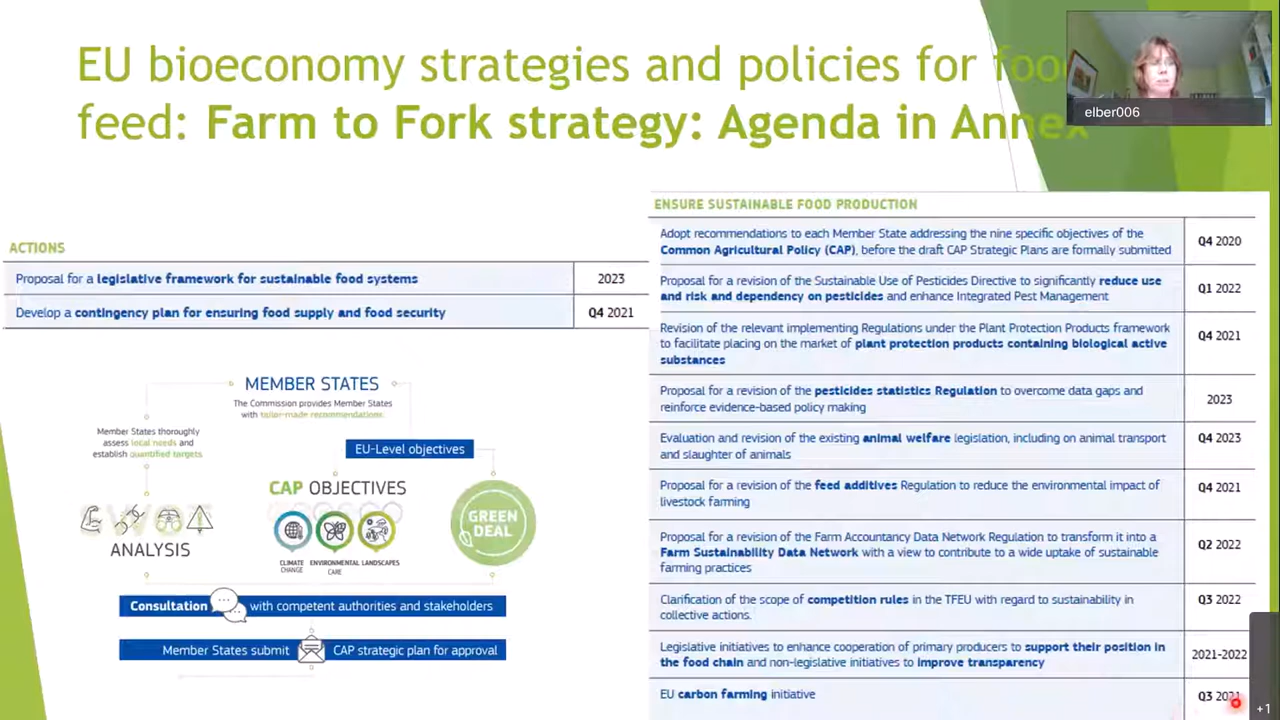 EU bioeconomy strategies and policies for foo
feed: Farm to Fork strategy: Agenda in Annex
elber006
ACTIONS
Proposal for a legislative framework for sustainable food systems 2023
Develop a contingency plan for ensuring food supply and food security Q4 2021
MEMBER STATES
The Commission provides Member States
with tailor-made recommendations.
Member States thoroughly
assess local needs and
establish quantified targets
EU-Level objectives
CAP OBJECTIVES
GREEN
DEAL
SWOT
ANALYSIS
CLIMATE
CHANGE
ENVIRONMENTAL
CARE
LANDSCAPES
Consultation with competent authorities and stakeholders
Member States submit CAP strategic plan for approval
ENSURE SUSTAINABLE FOOD PRODUCTION
Adopt recommendations to each Member State addressing the nine specific objectives of the
Common Agricultural Policy (CAP), before the draft CAP Strategic Plans are formally submitted
Q4 2020
Proposal for a revision of the Sustainable Use of Pesticides Directive to significantly reduce use
and risk and dependency on pesticides and enhance Integrated Pest Management
Q1 2022
Revision of the relevant implementing Regulations under the Plant Protection Products framework
to facilitate placing on the market of plant protection products containing biological active
substances
Q4 2021
Proposal for a revision of the pesticides statistics Regulation to overcome data gaps and
reinforce evidence-based policy making
2023
Evaluation and revision of the existing animal welfare legislation, including on animal transport
and slaughter of animals
Q4 2023
Proposal for a revision of the feed additives Regulation to reduce the environmental impact of
livestock farming
Q4 2021
Proposal for a revision of the Farm Accountancy Data Network Regulation to transform it into a
Farm Sustainability Data Network with a view to contribute to a wide uptake of sustainable
farming practices
Q2 2022
Clarification of the scope of competition rules in the TFEU with regard to sustainability in
collective actions.
Q3 2022
Legislative initiatives to enhance cooperation of primary producers to support their position in
the food chain and non-legislative initiatives to improve transparency
2021-2022
EU carbon farming initiative
Q3 2021
+1